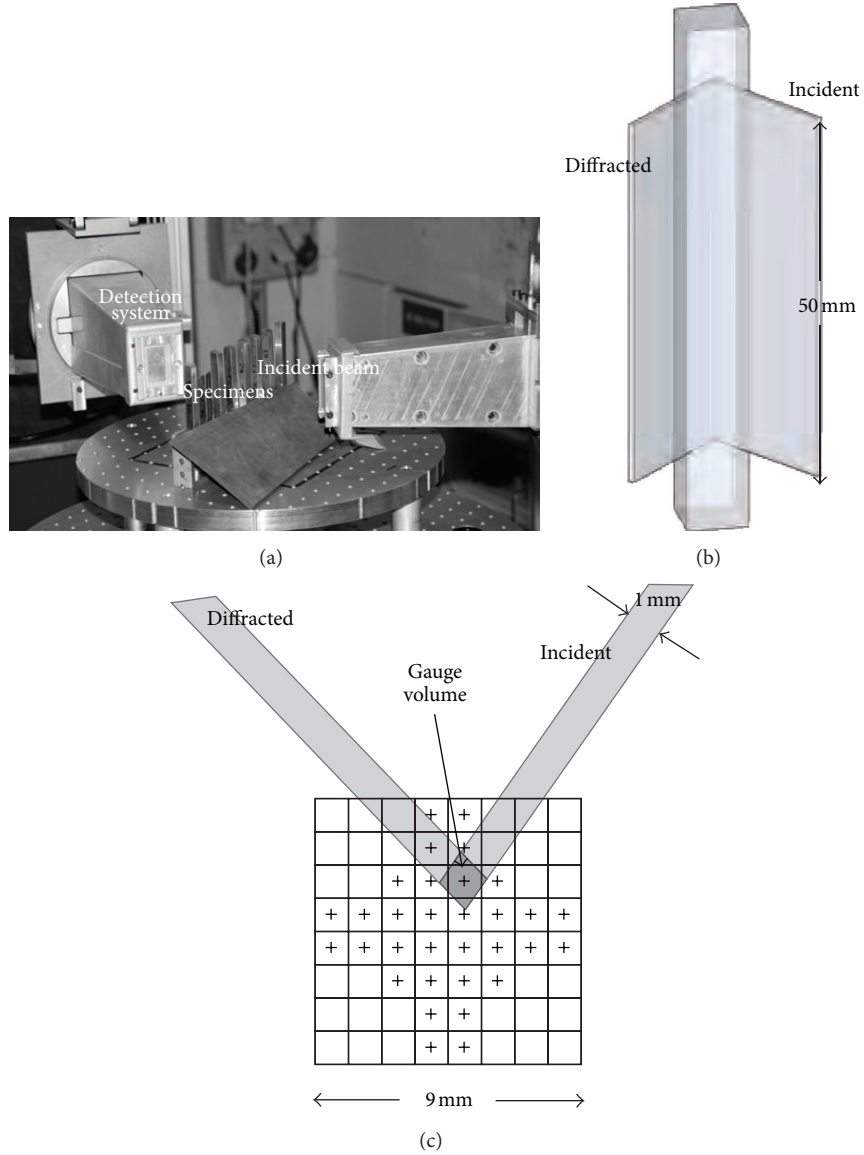 Detection
system
Specimens
Incident beam
(a)
Incident
Diffracted
50 mm
(b)
Diffracted
1 mm
Incident
Gauge
volume
9 mm
(c)